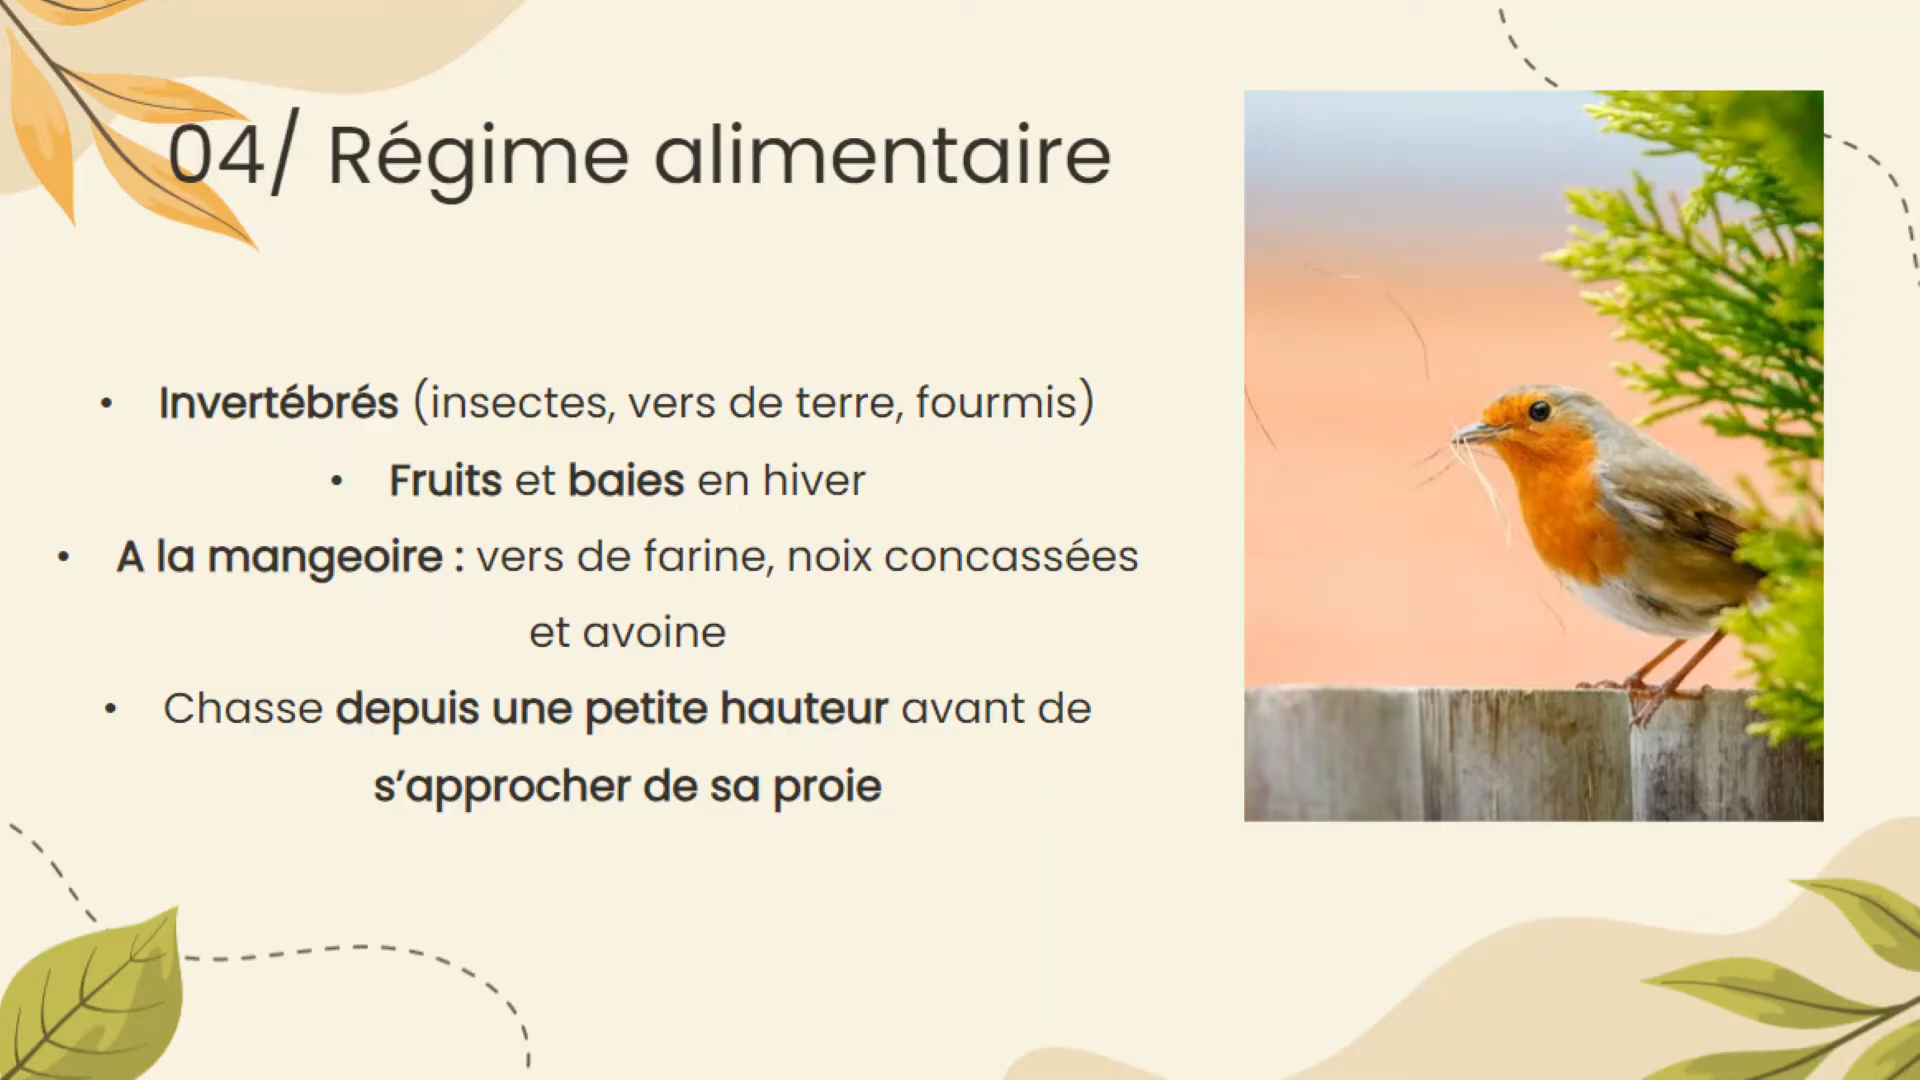 04/ Régime alimentaire
• Invertébrés (insectes, vers de terre, fourmis)
• Fruits et baies en hiver
• A la mangeoire : vers de farine, noix concassées
et avoine
• Chasse depuis une petite hauteur avant de
s’approcher de sa proie